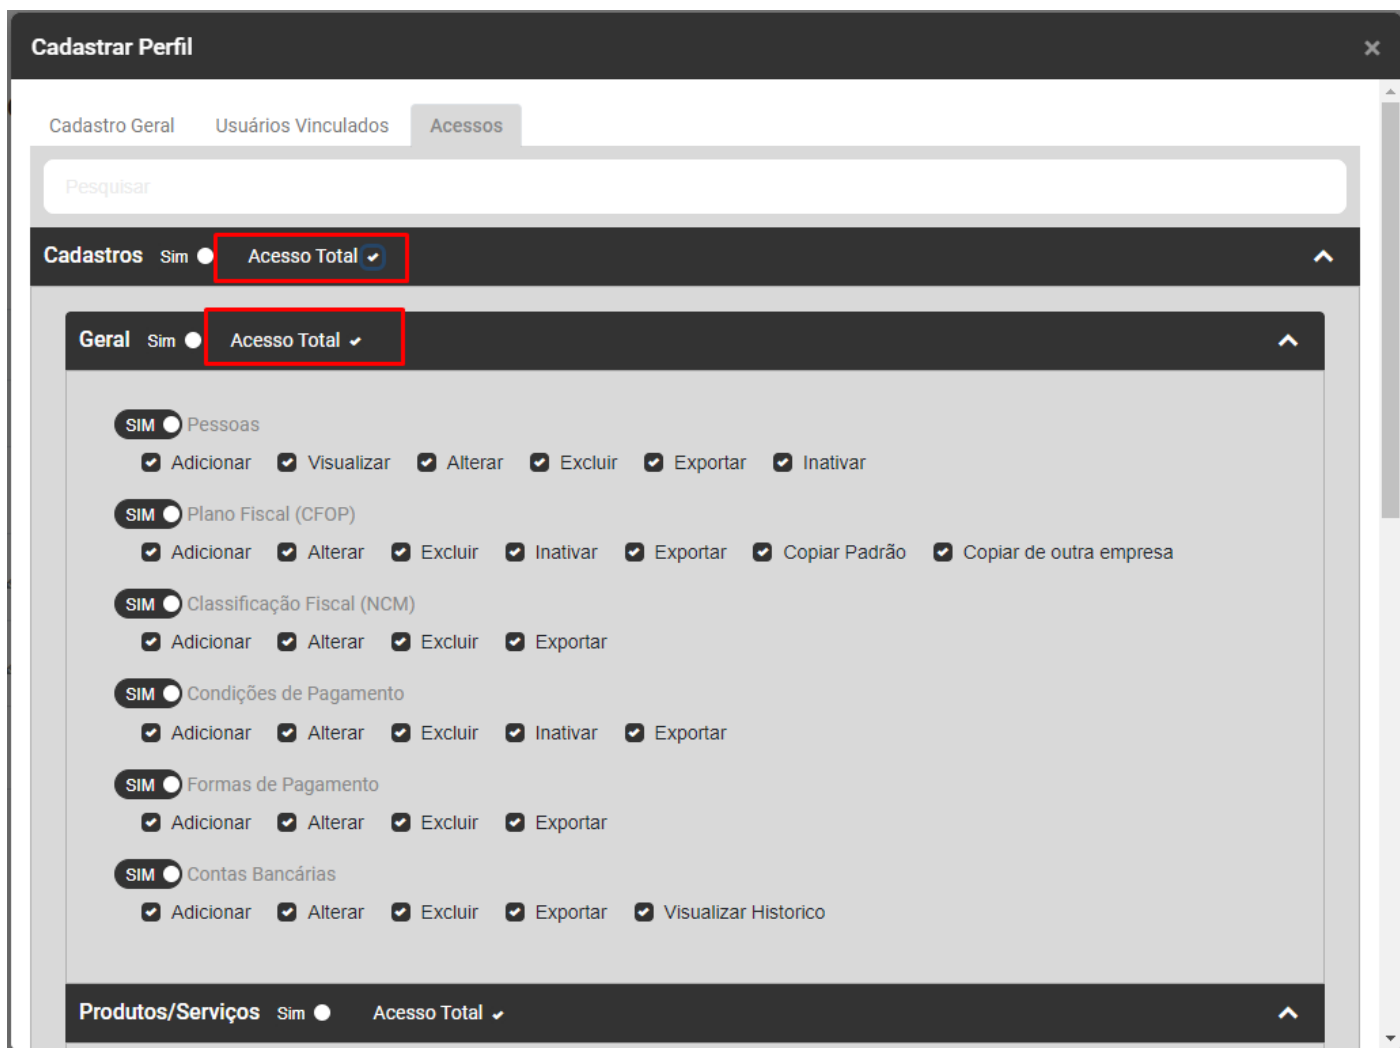 Cadastrar Perfil
Cadastro Geral Usuários Vinculados Acessos
Pesquisar
Cadastros Sim Acesso Total
Geral Sim Acesso Total
SIM Pessoas
Adicionar Visualizar Alterar Excluir Exportar Inativar
SIM Plano Fiscal (CFOP)
Adicionar Alterar Excluir Inativar Exportar Copiar Padrão Copiar de outra empresa
SIM Classificação Fiscal (NCM)
Adicionar Alterar Excluir Exportar
SIM Condições de Pagamento
Adicionar Alterar Excluir Inativar Exportar
SIM Formas de Pagamento
Adicionar Alterar Excluir Exportar
SIM Contas Bancárias
Adicionar Alterar Excluir Exportar Visualizar Historico
Produtos/Serviços Sim Acesso Total